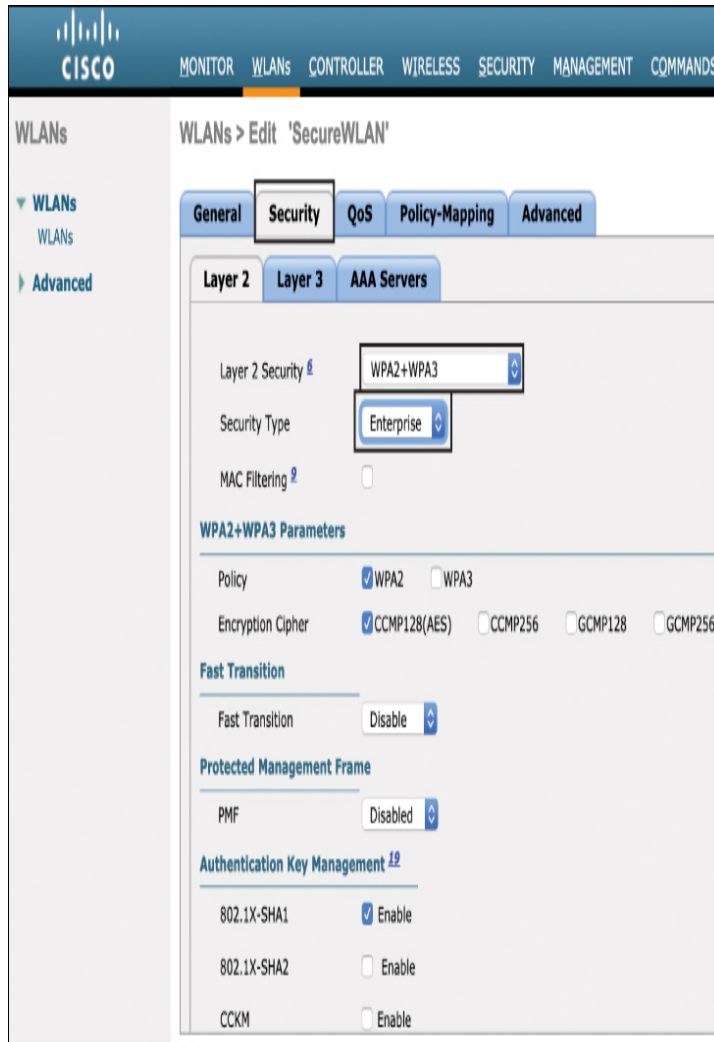 CISCO
MONITOR WLANs CONTROLLER WIRELESS SECURITY MANAGEMENT COMMANDS
WLANs
WLANs > Edit 'SecureWLAN'
WLANs
WLANs
Advanced
General Security QoS Policy-Mapping Advanced
Layer 2 Layer 3 AAA Servers
Layer 2 Security 6 WPA2+WPA3
Security Type Enterprise
MAC Filtering 9
WPA2+WPA3 Parameters
Policy WPA2 WPA3
Encryption Cipher CCMP128(AES) CCMP256 GCMP128 GCMP256
Fast Transition
Fast Transition Disable
Protected Management Frame
PMF Disabled
Authentication Key Management 19
802.1X-SHA1 Enable
802.1X-SHA2 Enable
CCKM Enable